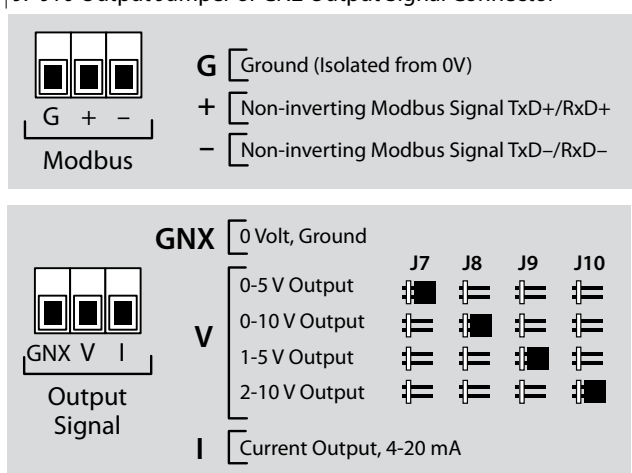 G Ground (Isolated from 0V)
+ Non-inverting Modbus Signal TxD+/RxD+
– Non-inverting Modbus Signal TxD–/RxD–
G + –
Modbus
GNX 0 Volt, Ground
J7 J8 J9 J10
V
0-5 V Output
0-10 V Output
1-5 V Output
2-10 V Output
GNX V I
Output
Signal
I Current Output, 4-20 mA